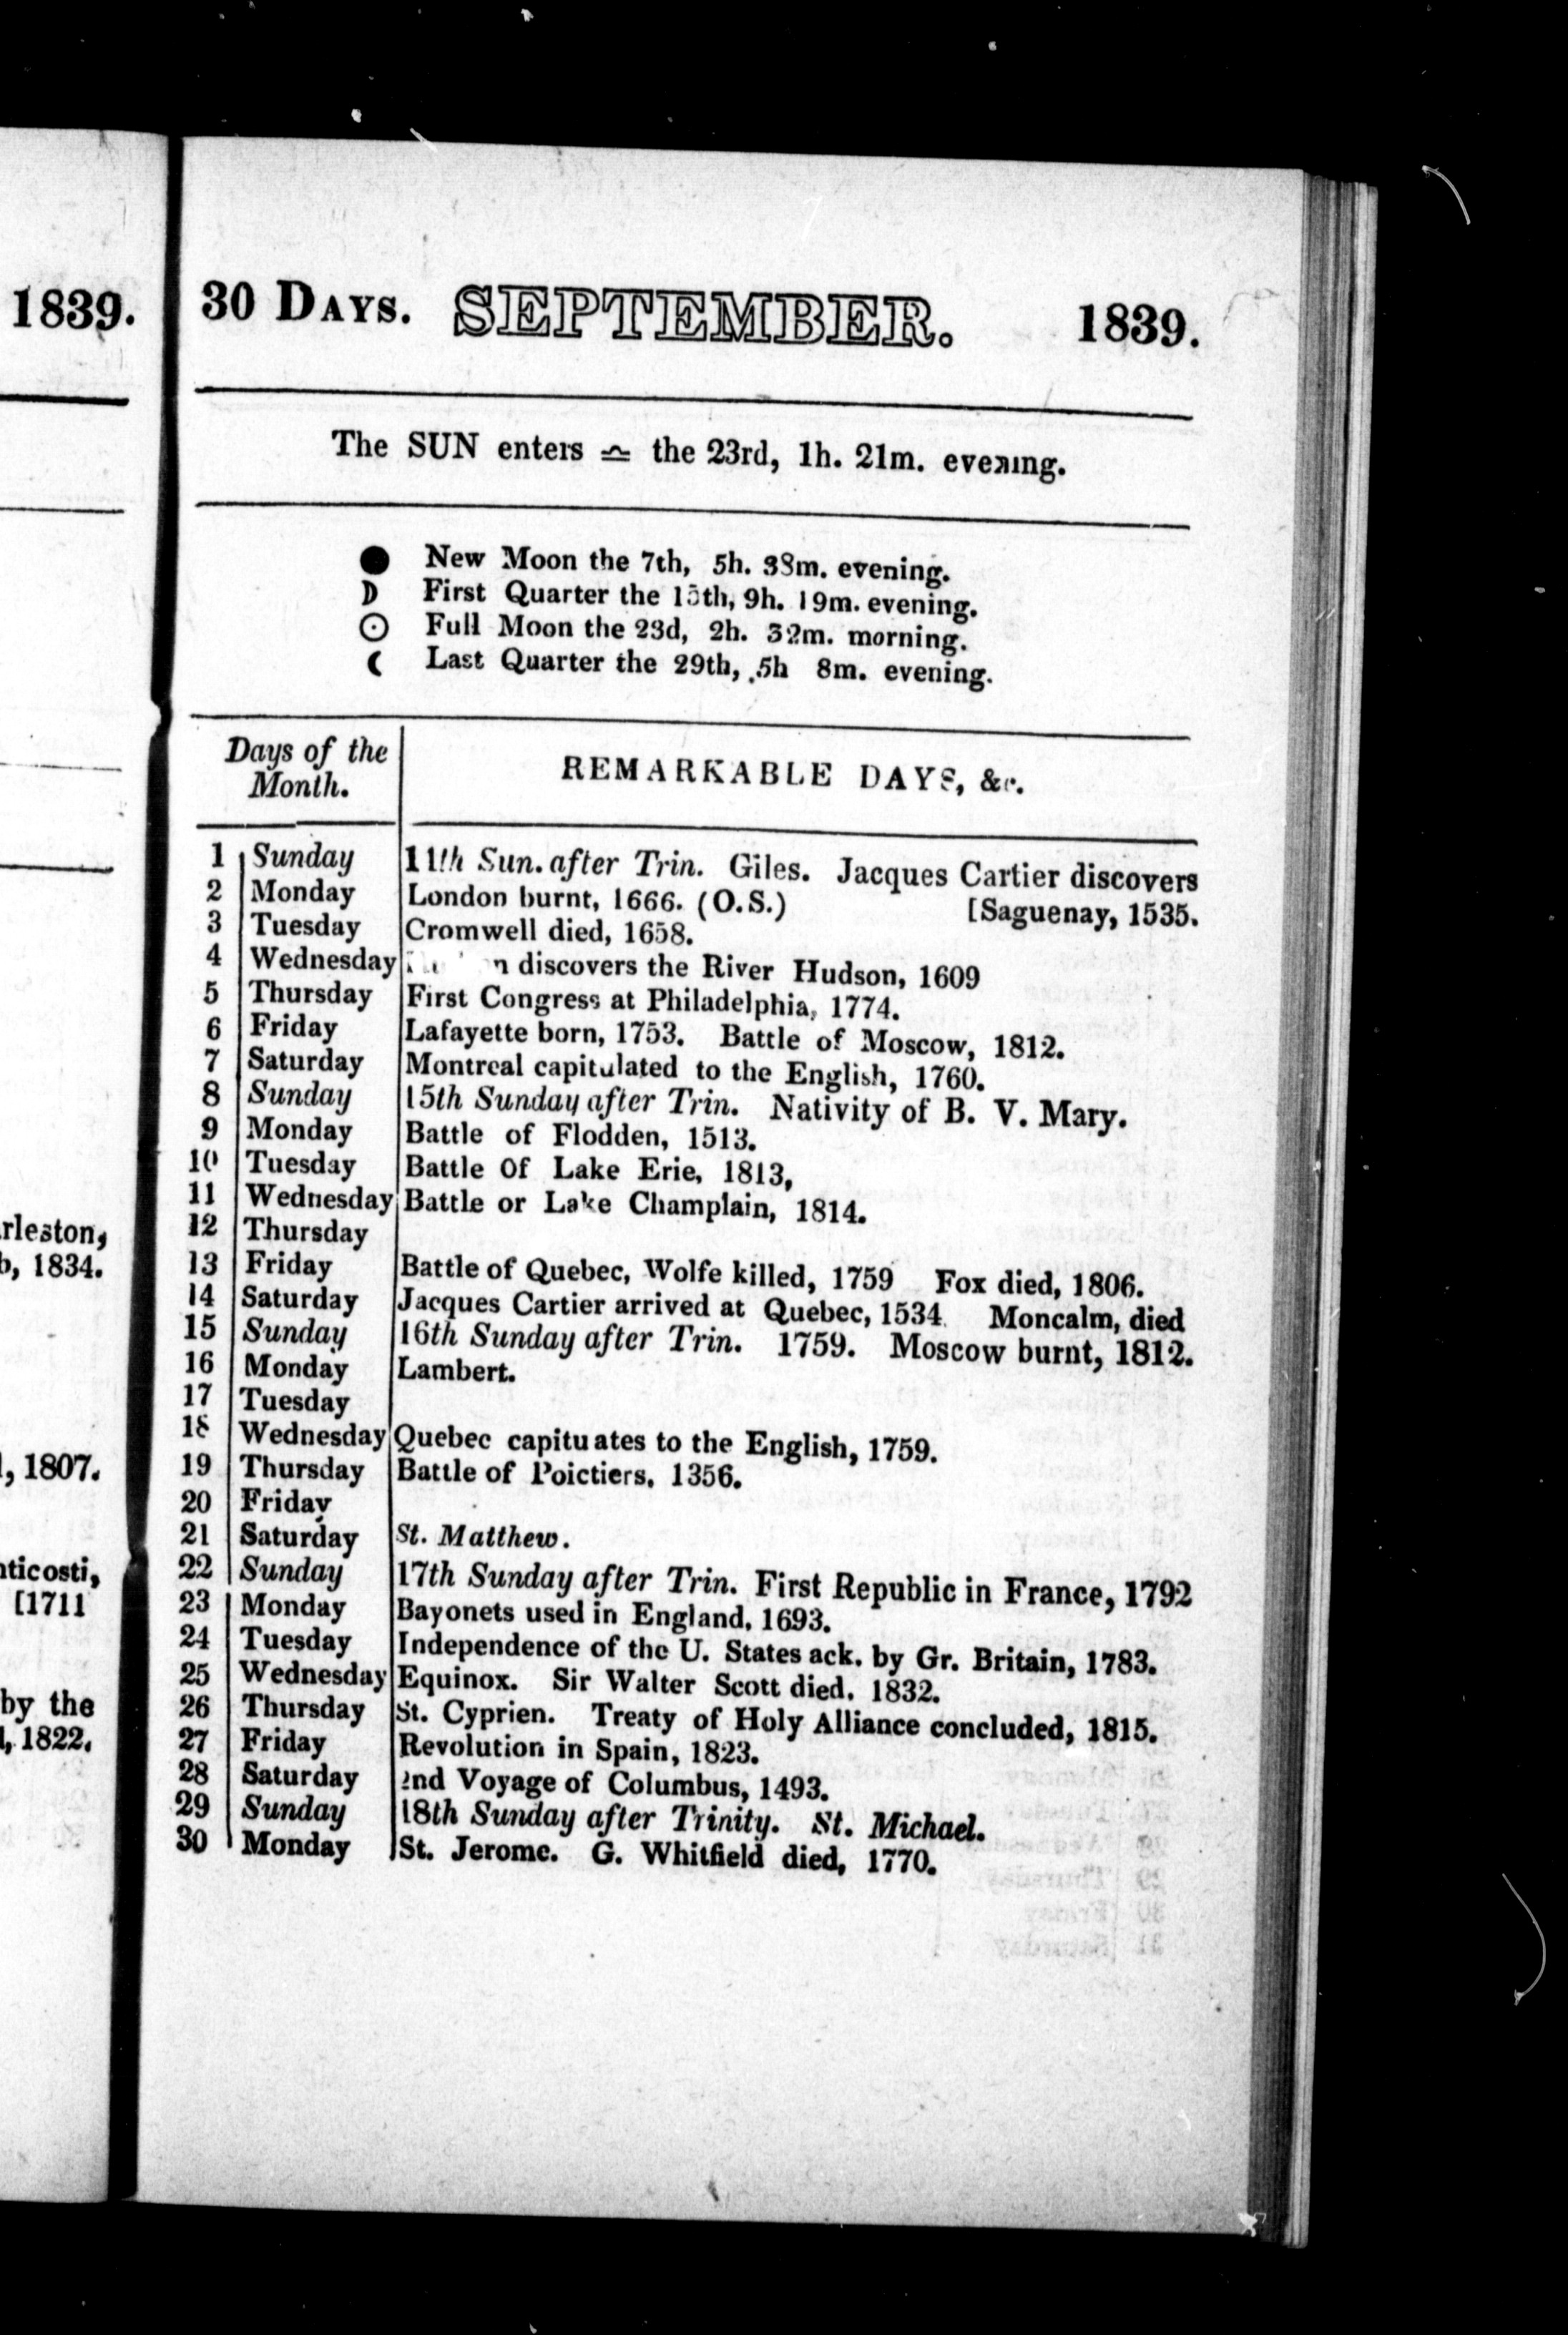 1839.
rleston,
b, 1834.
, 1807.
nticosti,
[1711
by the
, 1822.
30 DAYS. SEPTEMBER. 1839.
The SUN enters ♎ the 23rd, 1h. 21m. evening.
● New Moon the 7th, 5h. 38m. evening.
☽ First Quarter the 15th, 9h. 19m. evening.
☉ Full Moon the 23d, 2h. 32m. morning.
☾ Last Quarter the 29th, .5h 8m. evening.
Days of the
Month.
REMARKABLE DAYS, &c.
1 Sunday 11th Sun. after Trin. Giles. Jacques Cartier discovers
2 Monday London burnt, 1666. (O.S.) [Saguenay, 1535.
3 Tuesday Cromwell died, 1658.
4 Wednesday n discovers the River Hudson, 1609
5 Thursday First Congress at Philadelphia, 1774.
6 Friday Lafayette born, 1753. Battle of Moscow, 1812.
7 Saturday Montreal capitulated to the English, 1760.
8 Sunday 15th Sunday after Trin. Nativity of B. V. Mary.
9 Monday Battle of Flodden, 1513.
10 Tuesday Battle Of Lake Erie, 1813,
11 Wednesday Battle or Lake Champlain, 1814.
12 Thursday
13 Friday Battle of Quebec, Wolfe killed, 1759 Fox died, 1806.
14 Saturday Jacques Cartier arrived at Quebec, 1534. Moncalm, died
15 Sunday 16th Sunday after Trin. 1759. Moscow burnt, 1812.
16 Monday Lambert.
17 Tuesday
18 Wednesday Quebec capitu ates to the English, 1759.
19 Thursday Battle of Poictiers, 1356.
20 Friday
21 Saturday St. Matthew.
22 Sunday 17th Sunday after Trin. First Republic in France, 1792
23 Monday Bayonets used in England, 1693.
24 Tuesday Independence of the U. States ack. by Gr. Britain, 1783.
25 Wednesday Equinox. Sir Walter Scott died, 1832.
26 Thursday St. Cyprien. Treaty of Holy Alliance concluded, 1815.
27 Friday Revolution in Spain, 1823.
28 Saturday 2nd Voyage of Columbus, 1493.
29 Sunday 18th Sunday after Trinity. St. Michael.
30 Monday St. Jerome. G. Whitfield died, 1770.